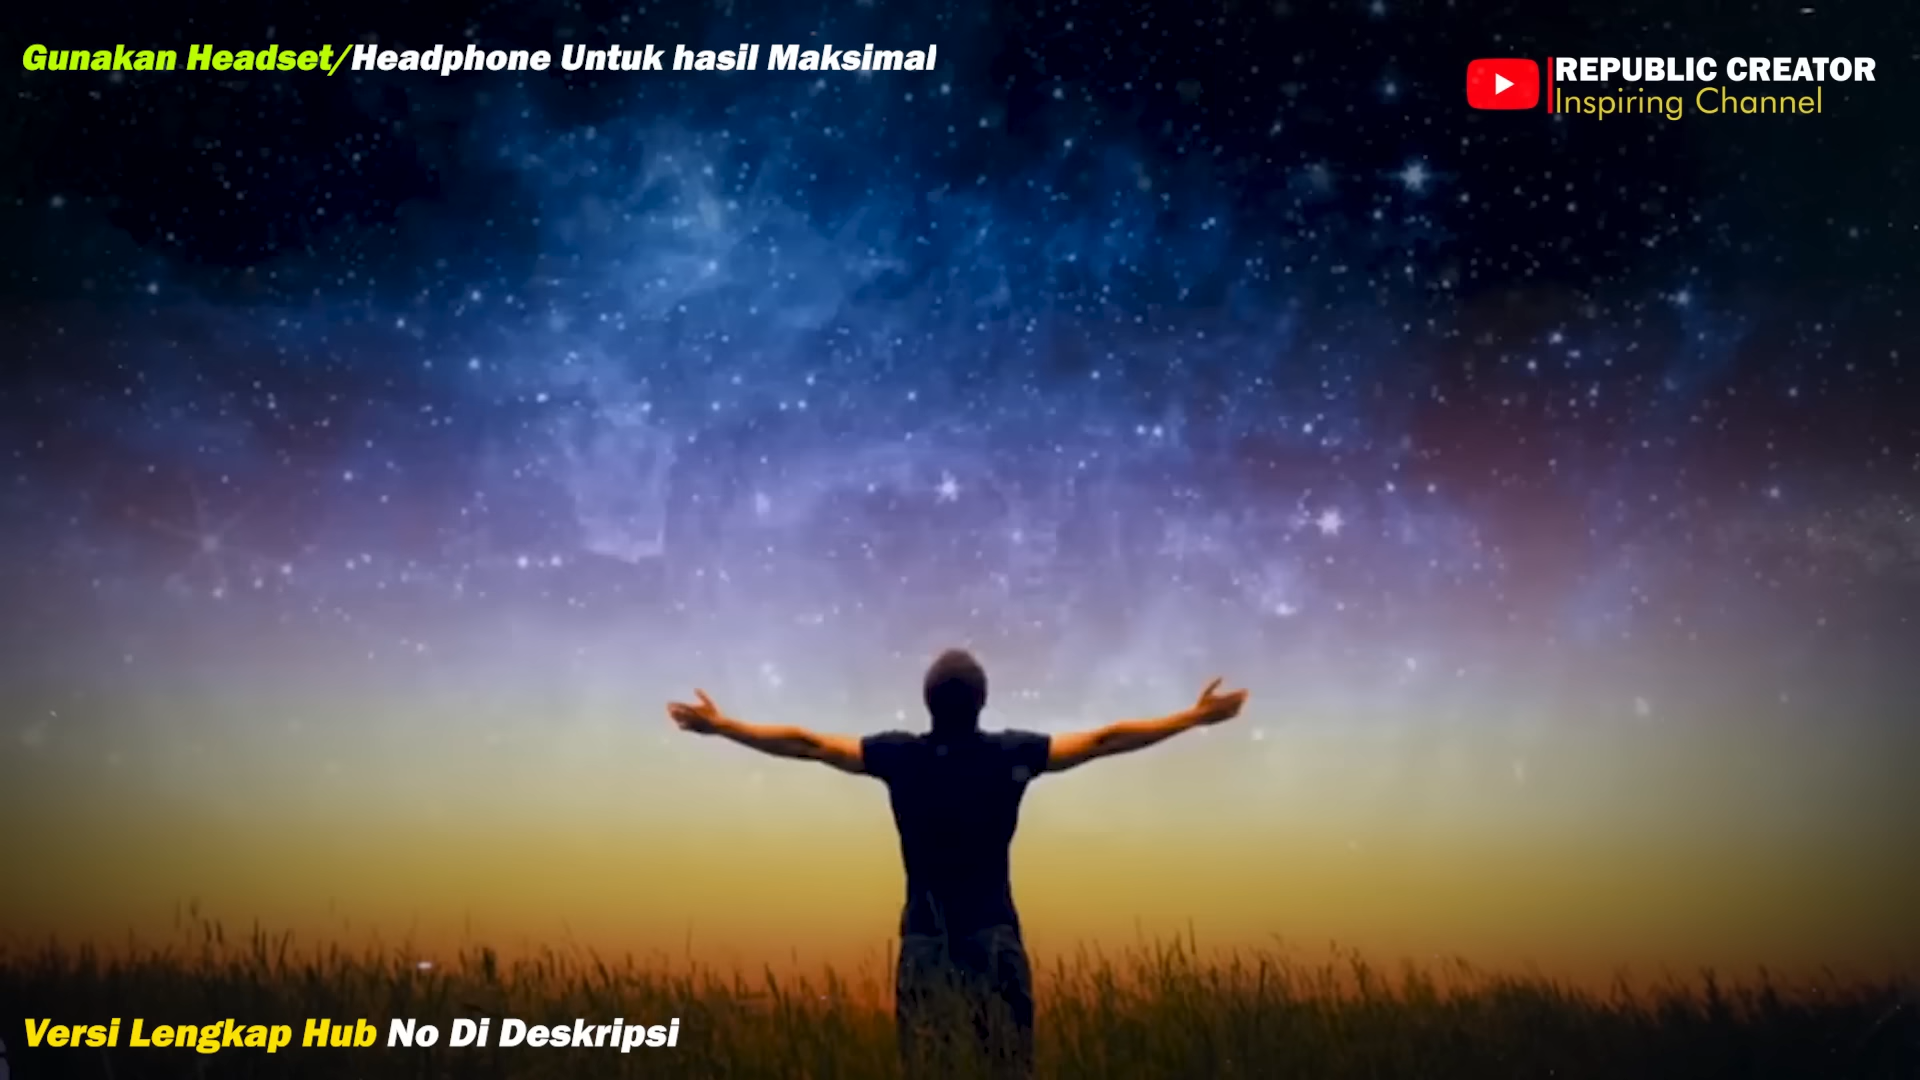 Gunakan Headset/Headphone Untuk hasil Maksimal
REPUBLIC CREATOR
Inspiring Channel
Versi Lengkap Hub No Di Deskripsi